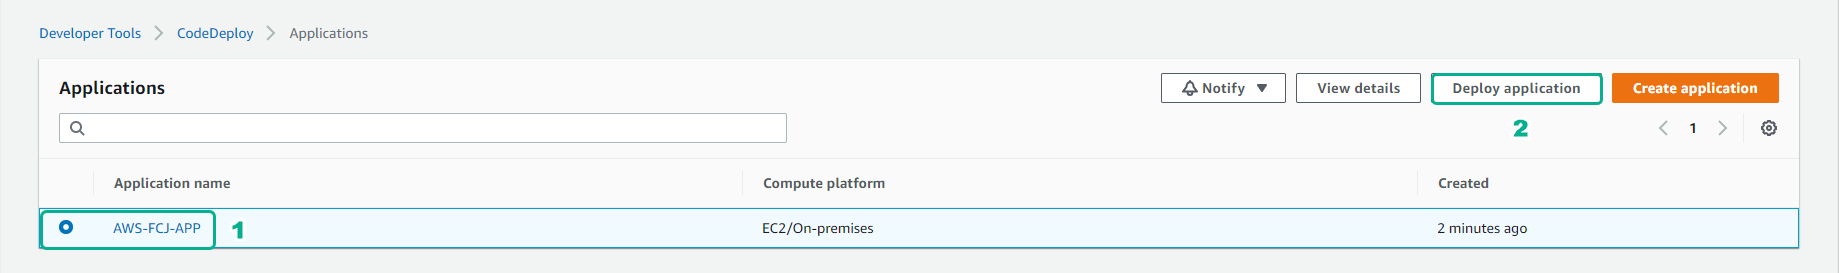 Developer Tools > CodeDeploy > Applications
Applications
Notify
View details
Deploy application
Create application
2
1
Application name
Compute platform
Created
AWS-FCJ-APP
1
EC2/On-premises
2 minutes ago